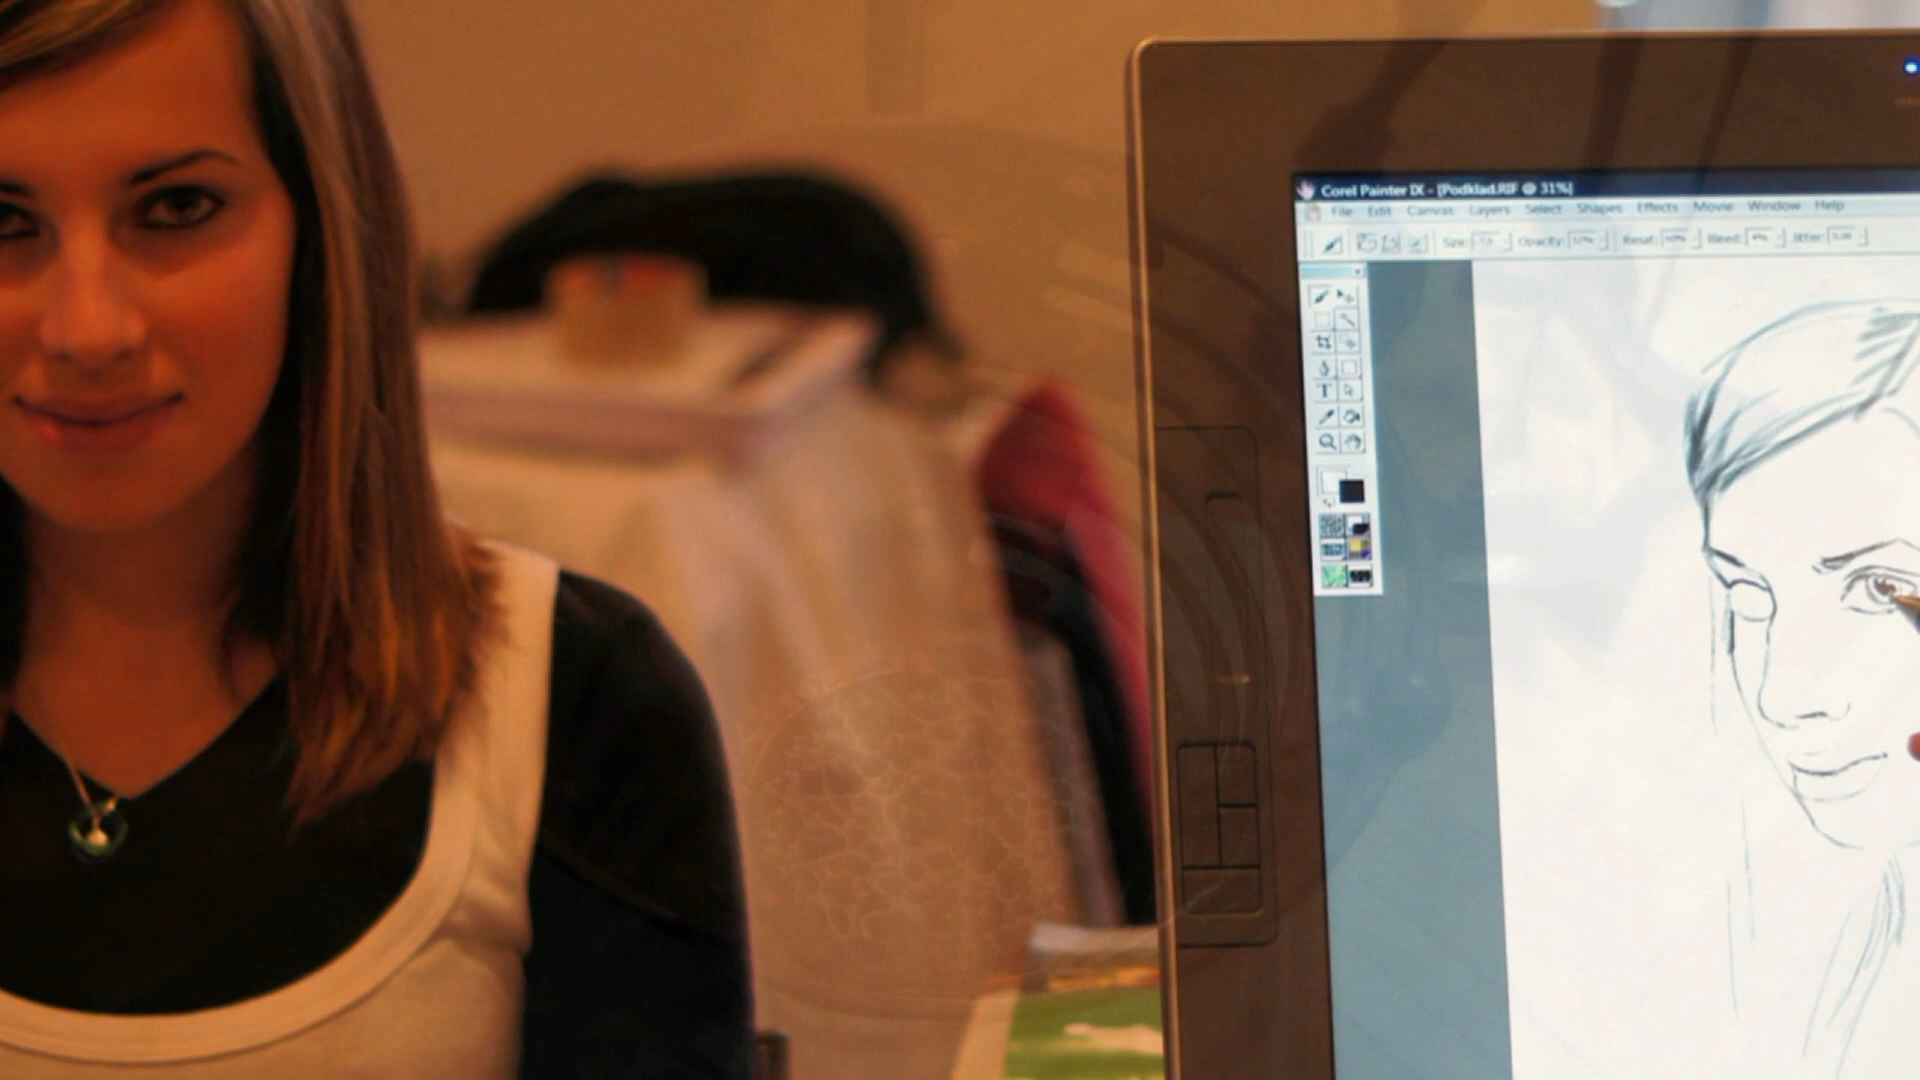 Corel Painter IX - [Podklad.RIF @ 31%]
File Edit Canvas Layers Select Shapes Effects Movie Window Help
Size: Opacity: Resat: Bleed: Jitter:
T